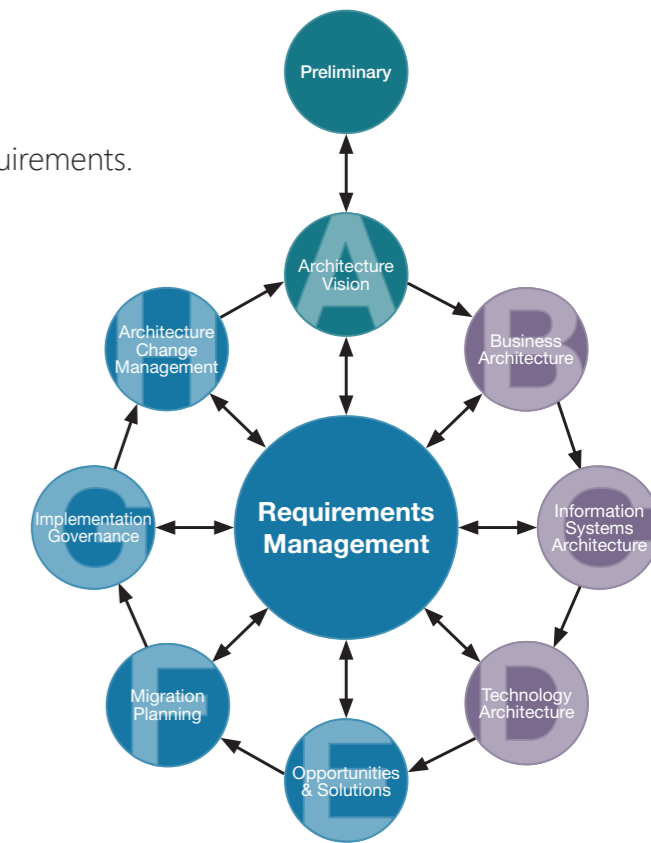 Preliminary
uirements.
A
Architecture
Vision
H
Architecture
Change
Management
B
Business
Architecture
Requirements
Management
G
Implementation
Governance
C
Information
Systems
Architecture
F
Migration
Planning
D
Technology
Architecture
E
Opportunities
& Solutions